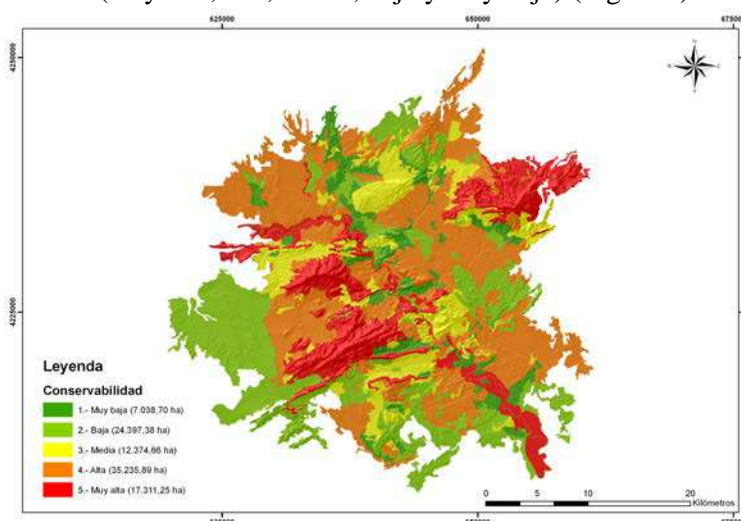 625000 650000 67500
4250000
4225000
Leyenda
Conservabilidad
1.- Muy baja (7.038,70 ha)
2.- Baja (24.397,38 ha)
3.- Media (12.374,66 ha)
4.- Alta (35.235,89 ha)
5.- Muy alta (17.311,25 ha)
0 5 10 20
Kilómetros